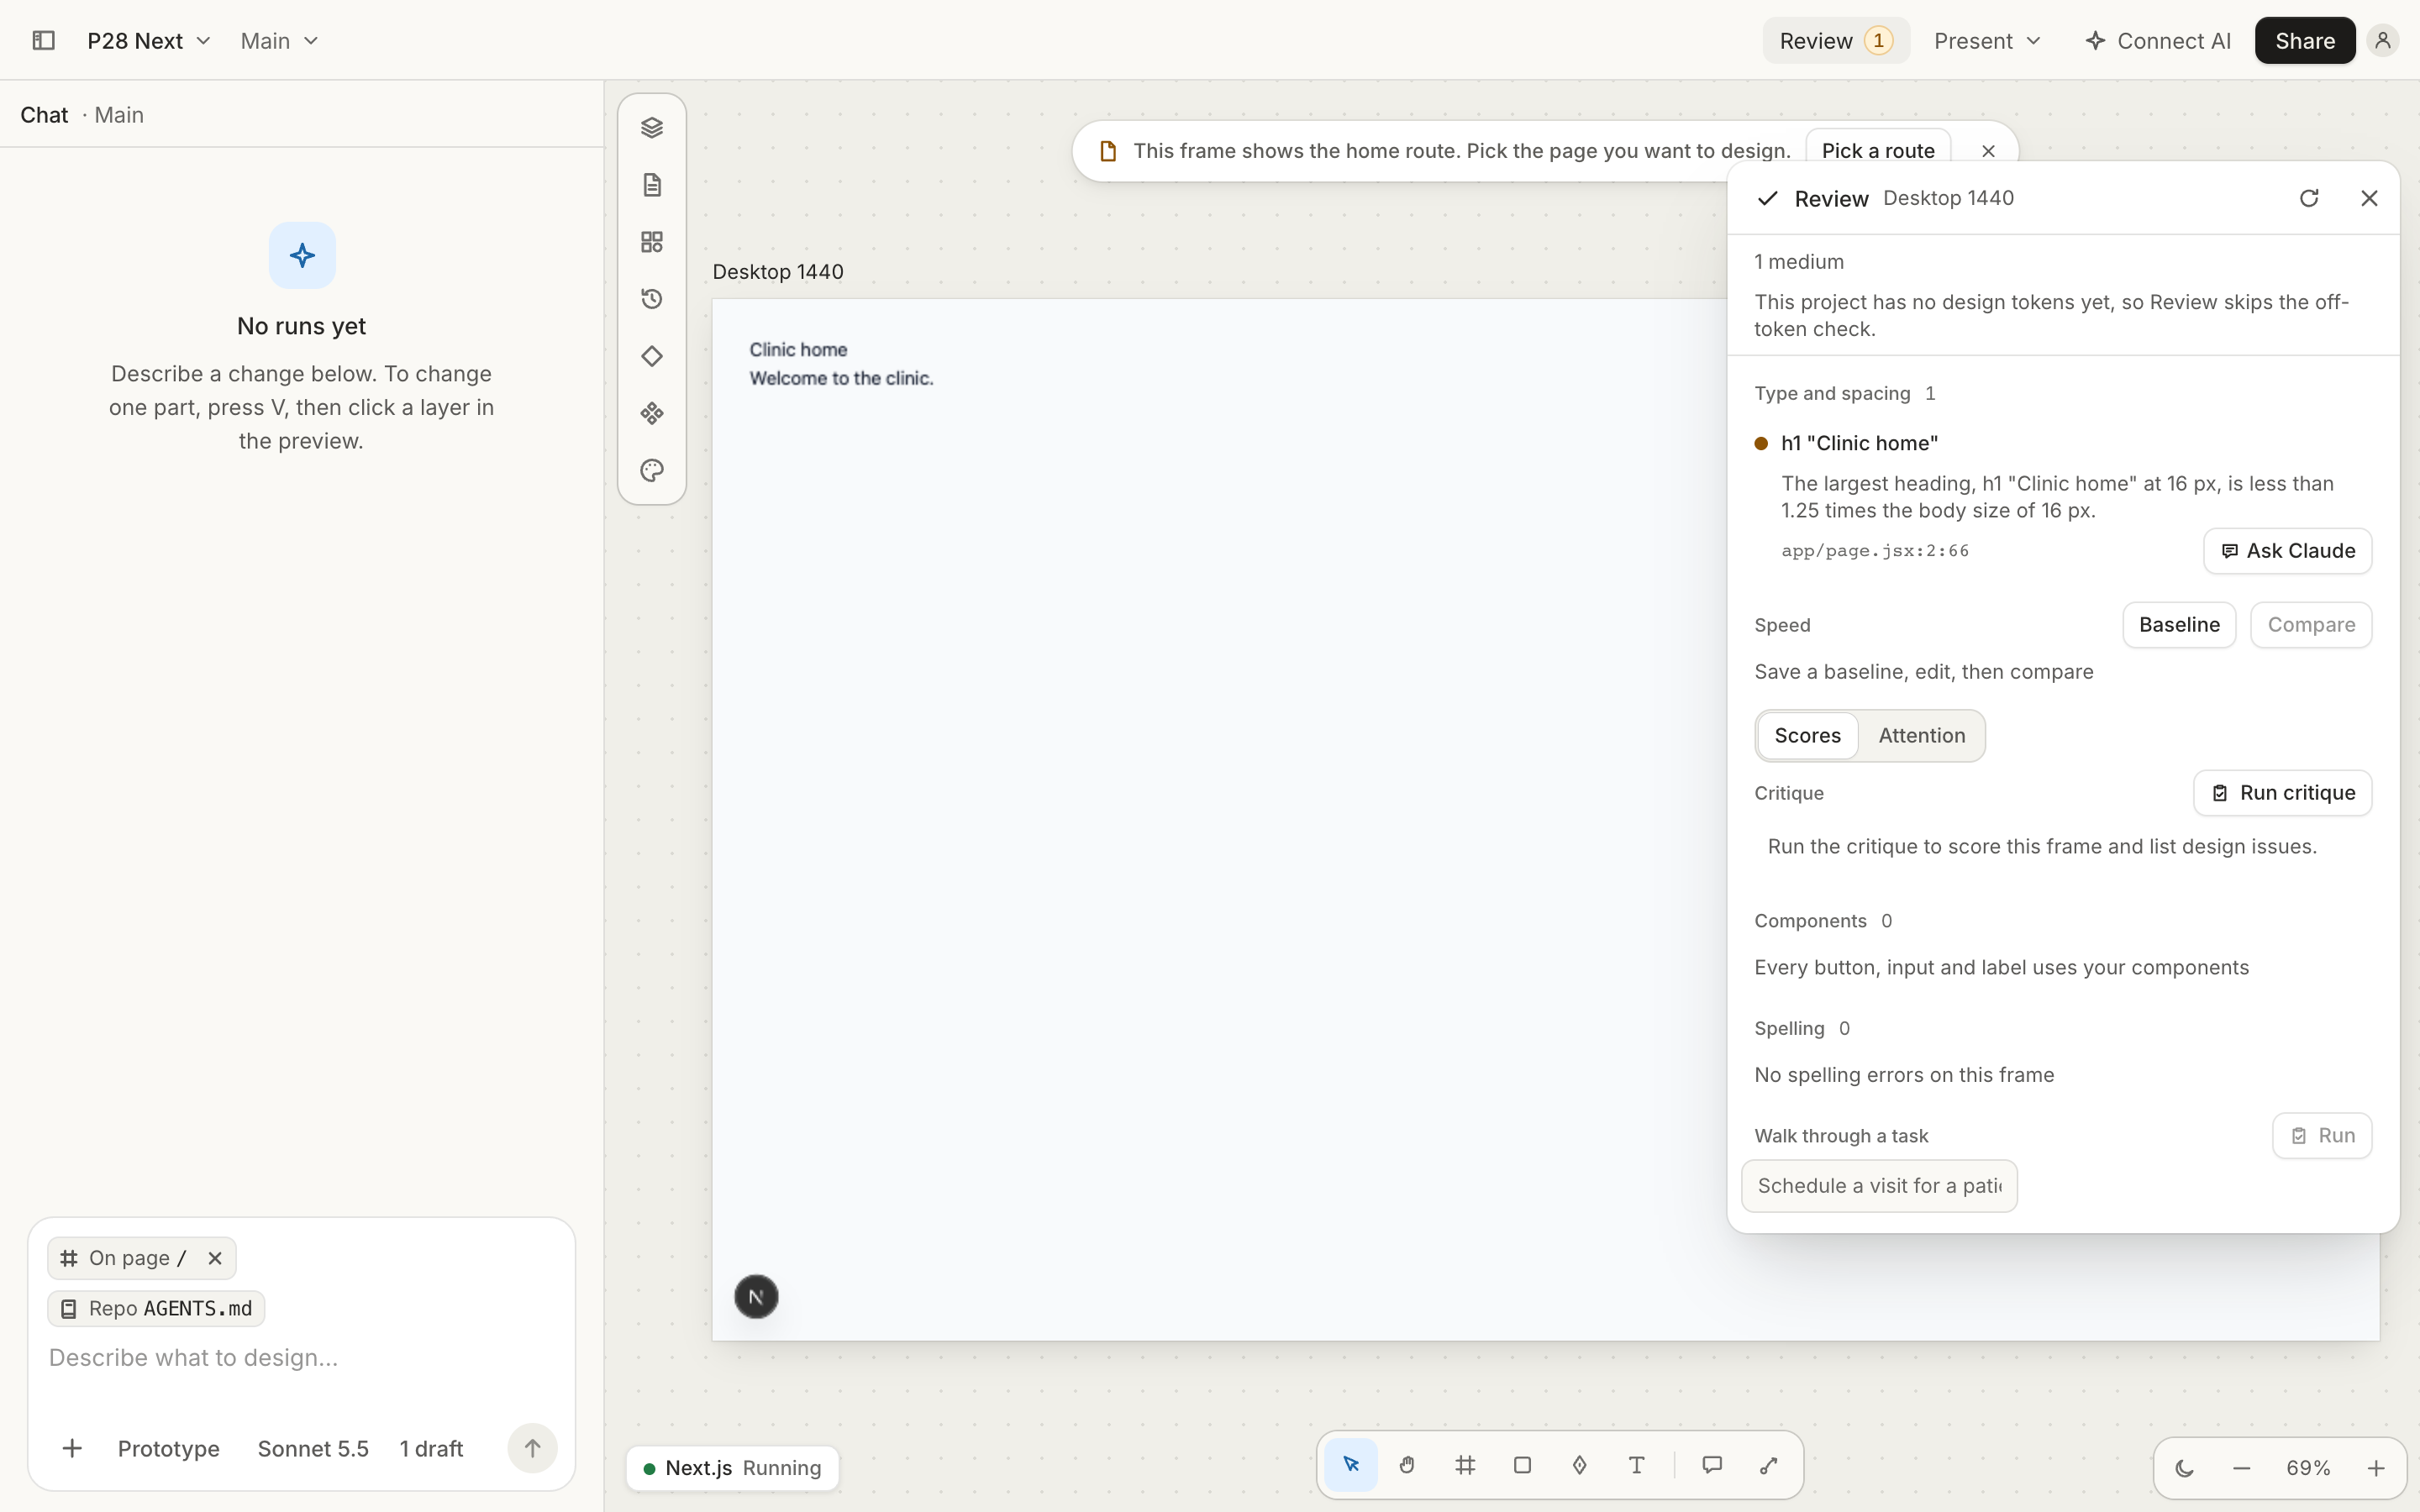 P28 Next
Main
Review 1
Present
Connect AI
Share
Chat · Main
No runs yet
Describe a change below. To change
one part, press V, then click a layer in
the preview.
On page /
Repo AGENTS.md
Describe what to design...
Prototype
Sonnet 5.5
1 draft
This frame shows the home route. Pick the page you want to design.
Pick a route
Desktop 1440
Clinic home
Welcome to the clinic.
N
Next.js Running
69%
Review Desktop 1440
1 medium
This project has no design tokens yet, so Review skips the off-
token check.
Type and spacing 1
h1 "Clinic home"
The largest heading, h1 "Clinic home" at 16 px, is less than
1.25 times the body size of 16 px.
app/page.jsx:2:66
Ask Claude
Speed
Baseline
Compare
Save a baseline, edit, then compare
Scores
Attention
Critique
Run critique
Run the critique to score this frame and list design issues.
Components 0
Every button, input and label uses your components
Spelling 0
No spelling errors on this frame
Walk through a task
Run
Schedule a visit for a pati